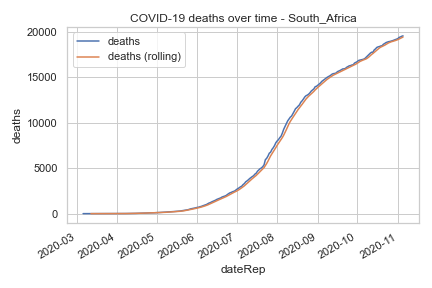 COVID-19 deaths over time - South_Africa
deaths
deaths (rolling)
20000
15000
10000
5000
0
deaths
2020-03
2020-04
2020-05
2020-06
2020-07
2020-08
2020-09
2020-10
2020-11
dateRep